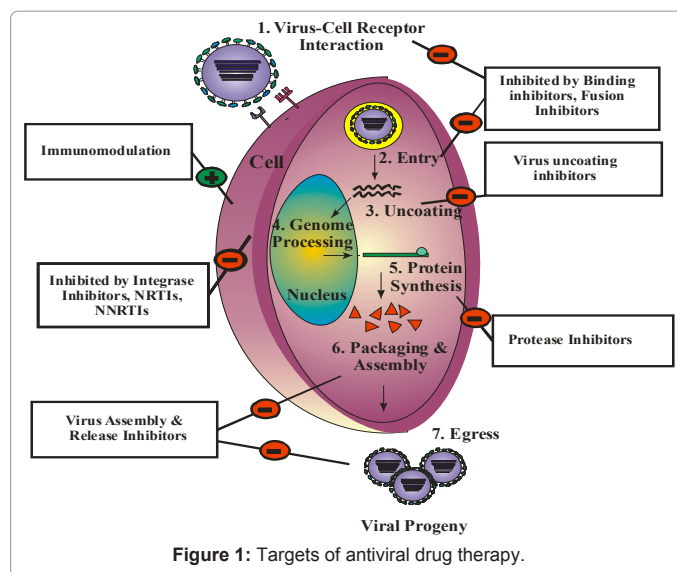 1. Virus-Cell Receptor
Interaction
Inhibited by Binding
inhibitors, Fusion
Inhibitors
Immunomodulation
Cell
2. Entry
Virus uncoating
inhibitors
3. Uncoating
4. Genome
Processing
Inhibited by Integrase
Inhibitors, NRTIs,
NNRTIs
Nucleus
5. Protein
Synthesis
Protease Inhibitors
6. Packaging &
Assembly
Virus Assembly &
Release Inhibitors
7. Egress
Viral Progeny
Figure 1: Targets of antiviral drug therapy.